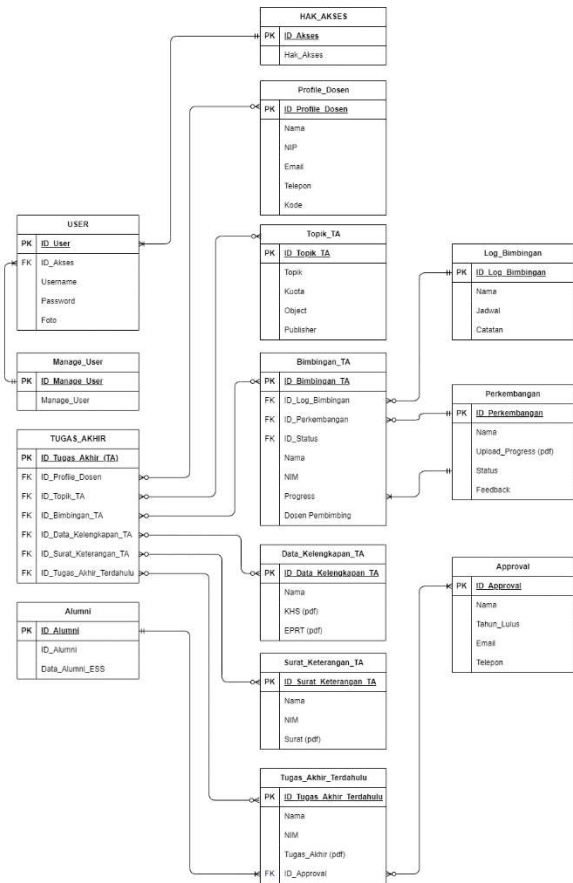 HAK_AKSES
PK ID_Akses
Hak_Akses
Profile_Dosen
PK ID_Profile_Dosen
Nama
NIP
Email
Telepon
Kode
USER
PK ID_User
FK ID_Akses
Username
Password
Foto
Topik_TA
PK ID_Topik_TA
Topik
Kuota
Object
Publisher
Log_Bimbingan
PK ID_Log_Bimbingan
Nama
Jadwal
Catatan
Manage_User
PK ID_Manage_User
Manage_User
Bimbingan_TA
PK ID_Bimbingan_TA
FK ID_Log_Bimbingan
FK ID_Perkembangan
FK ID_Status
Nama
NIM
Progress
Dosen Pembimbing
Perkembangan
PK ID_Perkembangan
Nama
Upload_Progress (pdf)
Status
Feedback
TUGAS_AKHIR
PK ID_Tugas_Akhir (TA)
FK ID_Profile_Dosen
FK ID_Topik_TA
FK ID_Bimbingan_TA
FK ID_Data_Kelengkapan_TA
FK ID_Surat_Keterangan_TA
FK ID_Tugas_Akhir_Terdahulu
Data_Kelengkapan_TA
PK ID_Data_Kelengkapan_TA
Nama
KHS (pdf)
EPRT (pdf)
Approval
PK ID_Approval
Nama
Tahun_Lulus
Email
Telepon
Alumni
PK ID_Alumni
ID_Alumni
Data_Alumni_ESS
Surat_Keterangan_TA
PK ID_Surat_Keterangan_TA
Nama
NIM
Surat (pdf)
Tugas_Akhir_Terdahulu
PK ID_Tugas_Akhir_Terdahulu
Nama
NIM
Tugas_Akhir (pdf)
FK ID_Approval